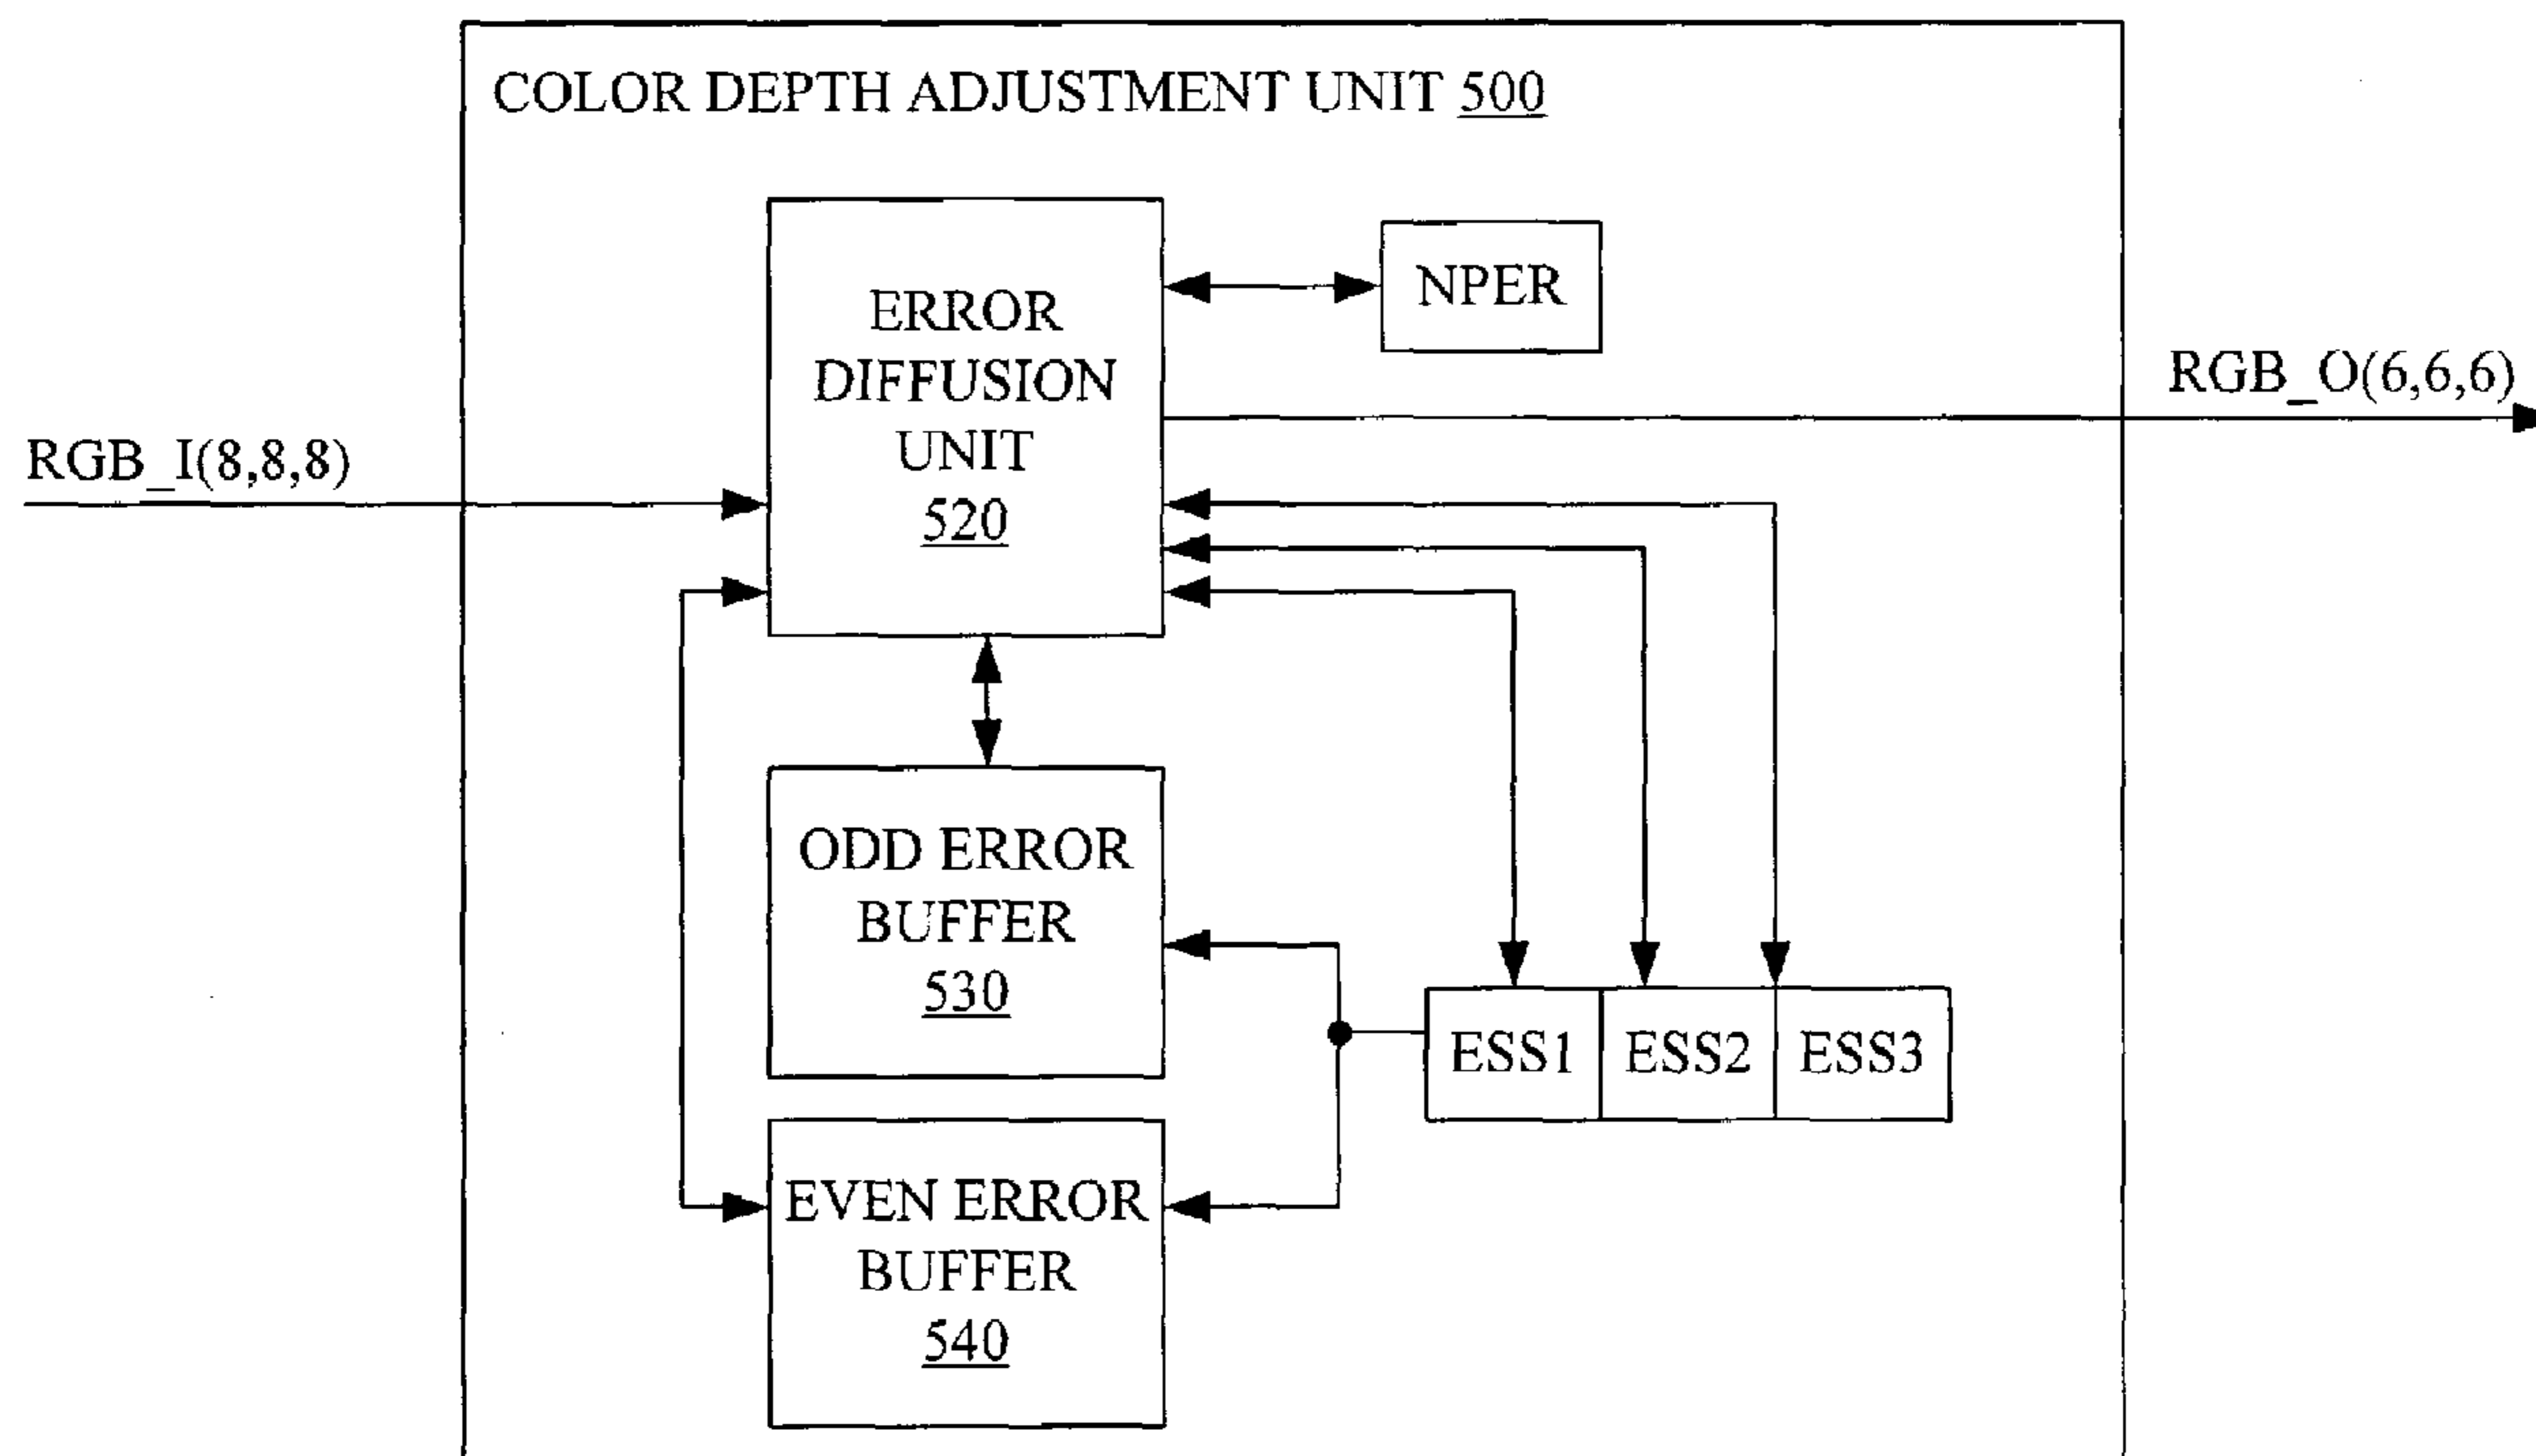 COLOR DEPTH ADJUSTMENT UNIT 500
ERROR
DIFFUSION
UNIT
520
NPER
RGB_O(6,6,6)
RGB_I(8,8,8)
ODD ERROR
BUFFER
530
ESS1 ESS2 ESS3
EVEN ERROR
BUFFER
540